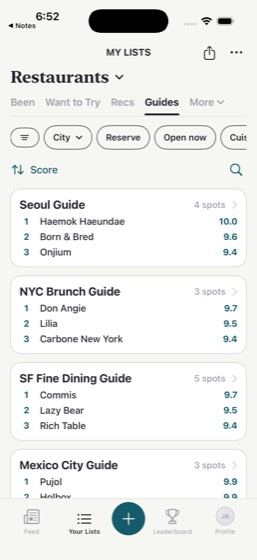 6:52
Notes
MY LISTS
Restaurants
Been Want to Try Recs Guides More
City Reserve Open now Cuis
Score
Seoul Guide 4 spots
1 Haemok Haeundae 10.0
2 Born & Bred 9.6
3 Onjium 9.4
NYC Brunch Guide 3 spots
1 Don Angie 9.7
2 Lilia 9.5
3 Carbone New York 9.4
SF Fine Dining Guide 5 spots
1 Commis 9.7
2 Lazy Bear 9.5
3 Rich Table 9.4
Mexico City Guide 3 spots
1 Pujol 9.9
2 Holbox 9.9
Feed Your Lists Leaderboard JA Profile